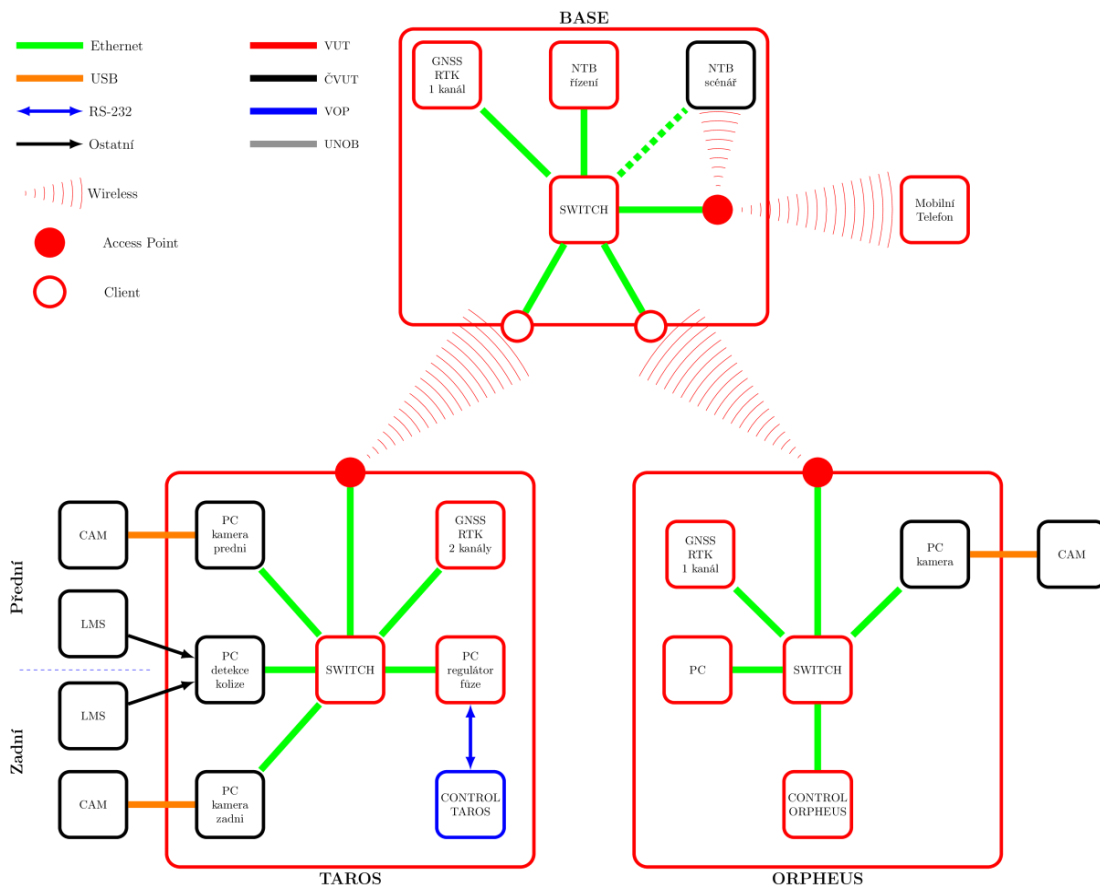 BASE
Ethernet
USB
RS-232
Ostatní
Wireless
Access Point
Client
VUT
ČVUT
VOP
UNOB
GNSS
RTK
1 kanál
NTB
řízení
NTB
scénář
SWITCH
Mobilní
Telefon
Přední
Zadní
CAM
LMS
LMS
CAM
PC
kamera
predni
PC
detekce
kolize
PC
kamera
zadni
SWITCH
GNSS
RTK
2 kanály
PC
regulátor
fúze
CONTROL
TAROS
TAROS
GNSS
RTK
1 kanál
PC
SWITCH
PC
kamera
CAM
CONTROL
ORPHEUS
ORPHEUS